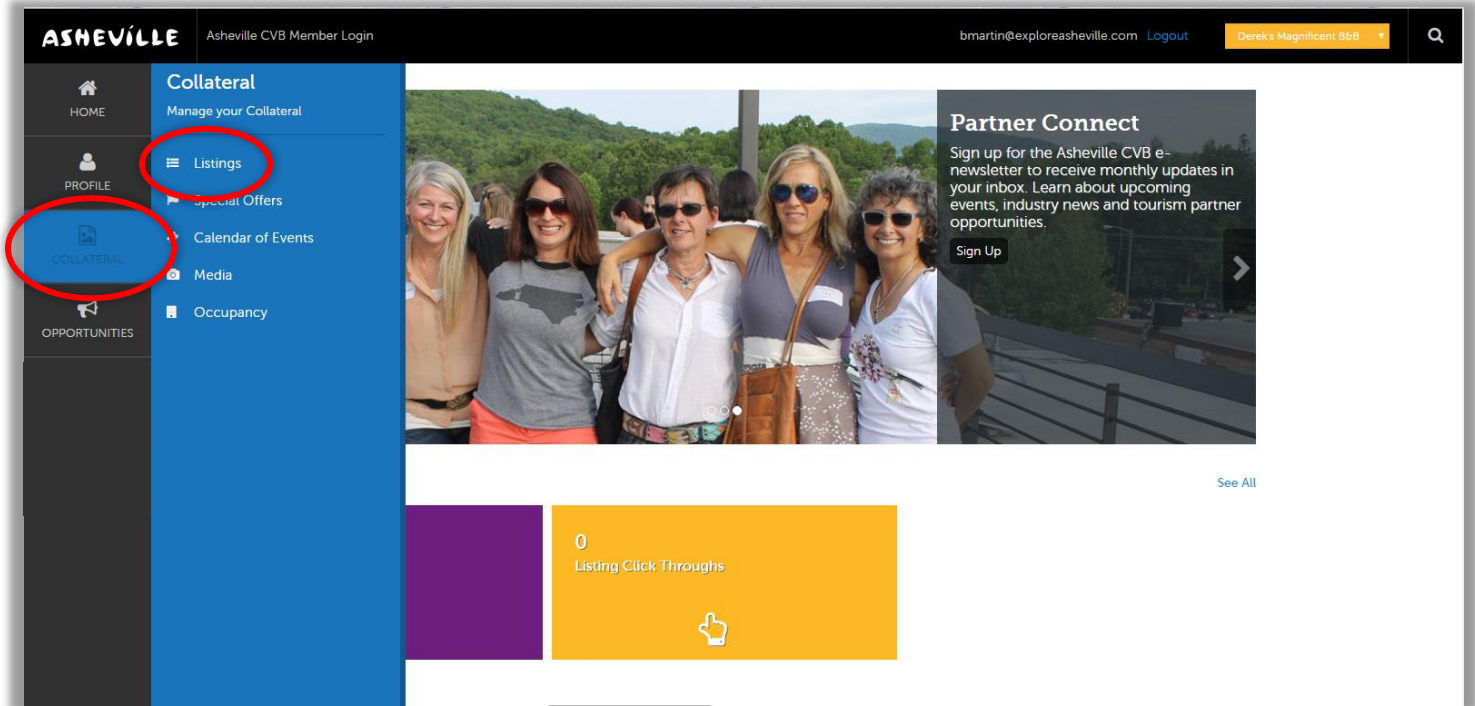 ASHEVILLE
Asheville CVB Member Login
bmartin@exploreasheville.com Logout
Derek's Magnificent B&B
HOME
PROFILE
COLLATERAL
OPPORTUNITIES
Collateral
Manage your Collateral
Listings
Special Offers
Calendar of Events
Media
Occupancy
Partner Connect
Sign up for the Asheville CVB e-
newsletter to receive monthly updates in
your inbox. Learn about upcoming
events, industry news and tourism partner
opportunities.
Sign Up
See All
0
Listing Click Throughs